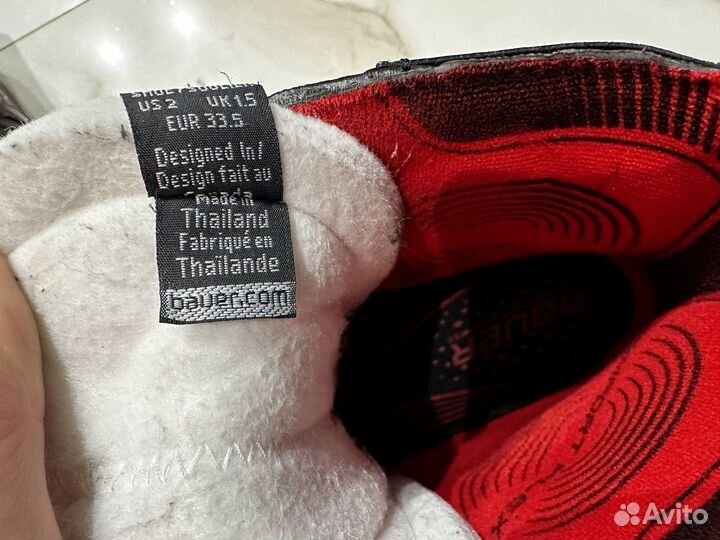 US 2 UK 1.5
EUR 33.5
Designed In/
Design fait au
Made in
Thailand
Fabriqué en
Thaïlande
bauer.com
BAUER
Avito